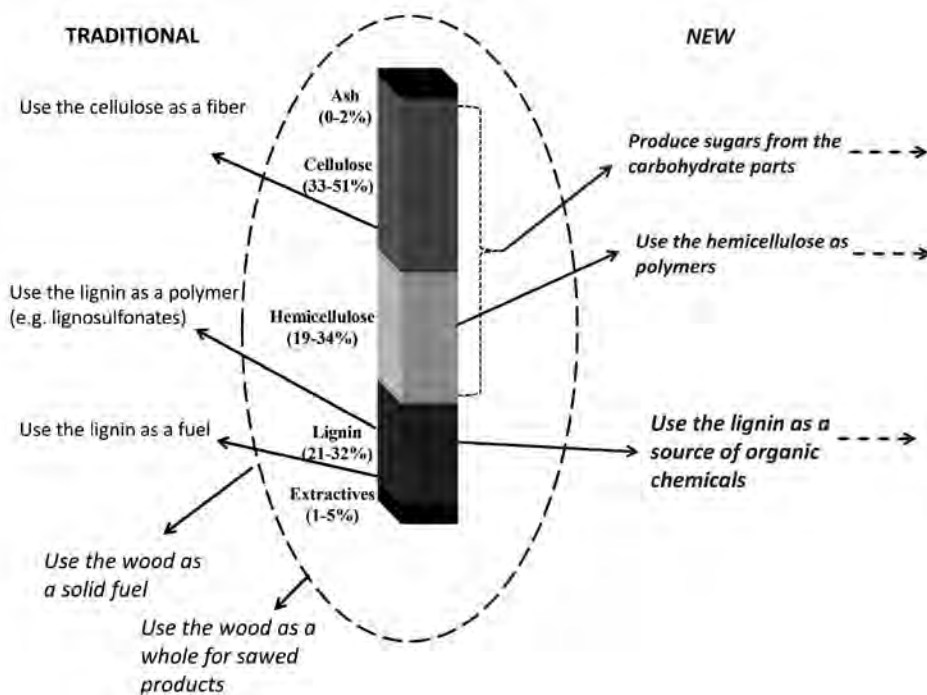 TRADITIONAL
NEW
Use the cellulose as a fiber
Ash
(0-2%)
Cellulose
(33-51%)
Produce sugars from the
carbohydrate parts
Use the hemicellulose as
polymers
Use the lignin as a polymer
(e.g. lignosulfonates)
Hemicellulose
(19-34%)
Use the lignin as a fuel
Lignin
(21-32%)
Use the lignin as a
source of organic
chemicals
Extractives
(1-5%)
Use the wood as
a solid fuel
Use the wood as a
whole for sawed
products